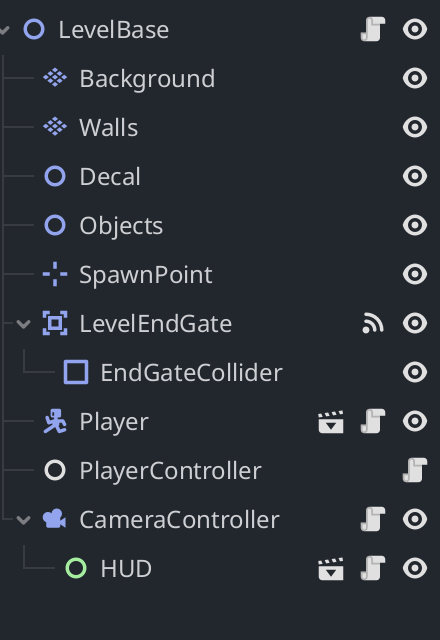 LevelBase
Background
Walls
Decal
Objects
SpawnPoint
LevelEndGate
EndGateCollider
Player
PlayerController
CameraController
HUD